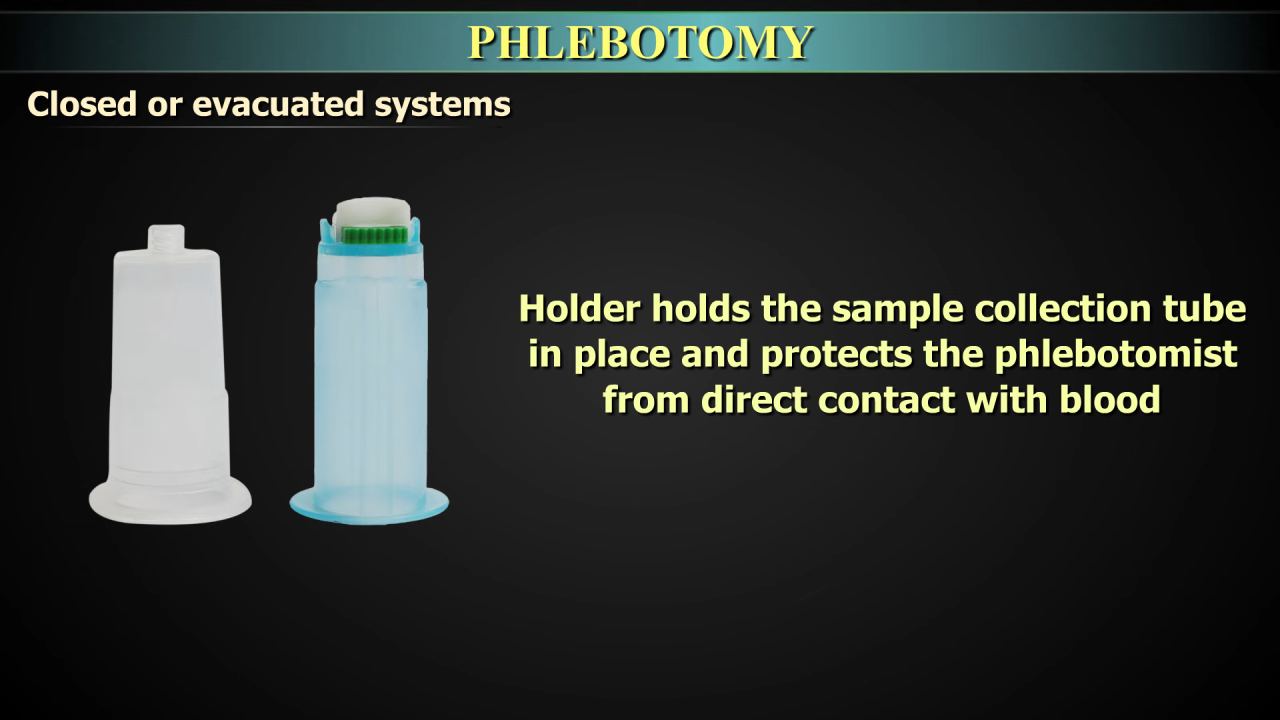 PHLEBOTOMY
Closed or evacuated systems
Holder holds the sample collection tube
in place and protects the phlebotomist
from direct contact with blood